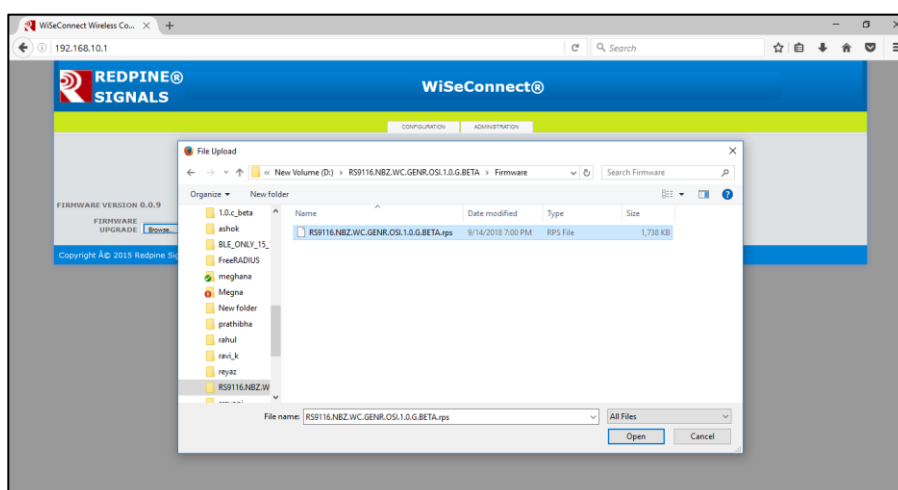 WiSeConnect Wireless Co...
192.168.10.1
Search
REDPINE®
SIGNALS
WiSeConnect®
CONFIGURATION ADMINISTRATION
File Upload
« New Volume (D:) > RS9116.NBZ.WC.GENR.OSI.1.0.G.BETA > Firmware
Search Firmware
Organize New folder
Name Date modified Type Size
1.0.c_beta
RS9116.NBZ.WC.GENR.OSI.1.0.G.BETA.rps 9/14/2018 7:00 PM RPS File 1,738 KB
ashok
BLE_ONLY_15_
FreeRADIUS
meghana
Megna
New folder
prathibha
rahul
ravi_k
reyaz
RS9116.NBZ.W
FIRMWARE VERSION 0.0.9
FIRMWARE
UPGRADE Browse...
Copyright Â© 2015 Redpine Sig
File name: RS9116.NBZ.WC.GENR.OSI.1.0.G.BETA.rps All Files
Open Cancel